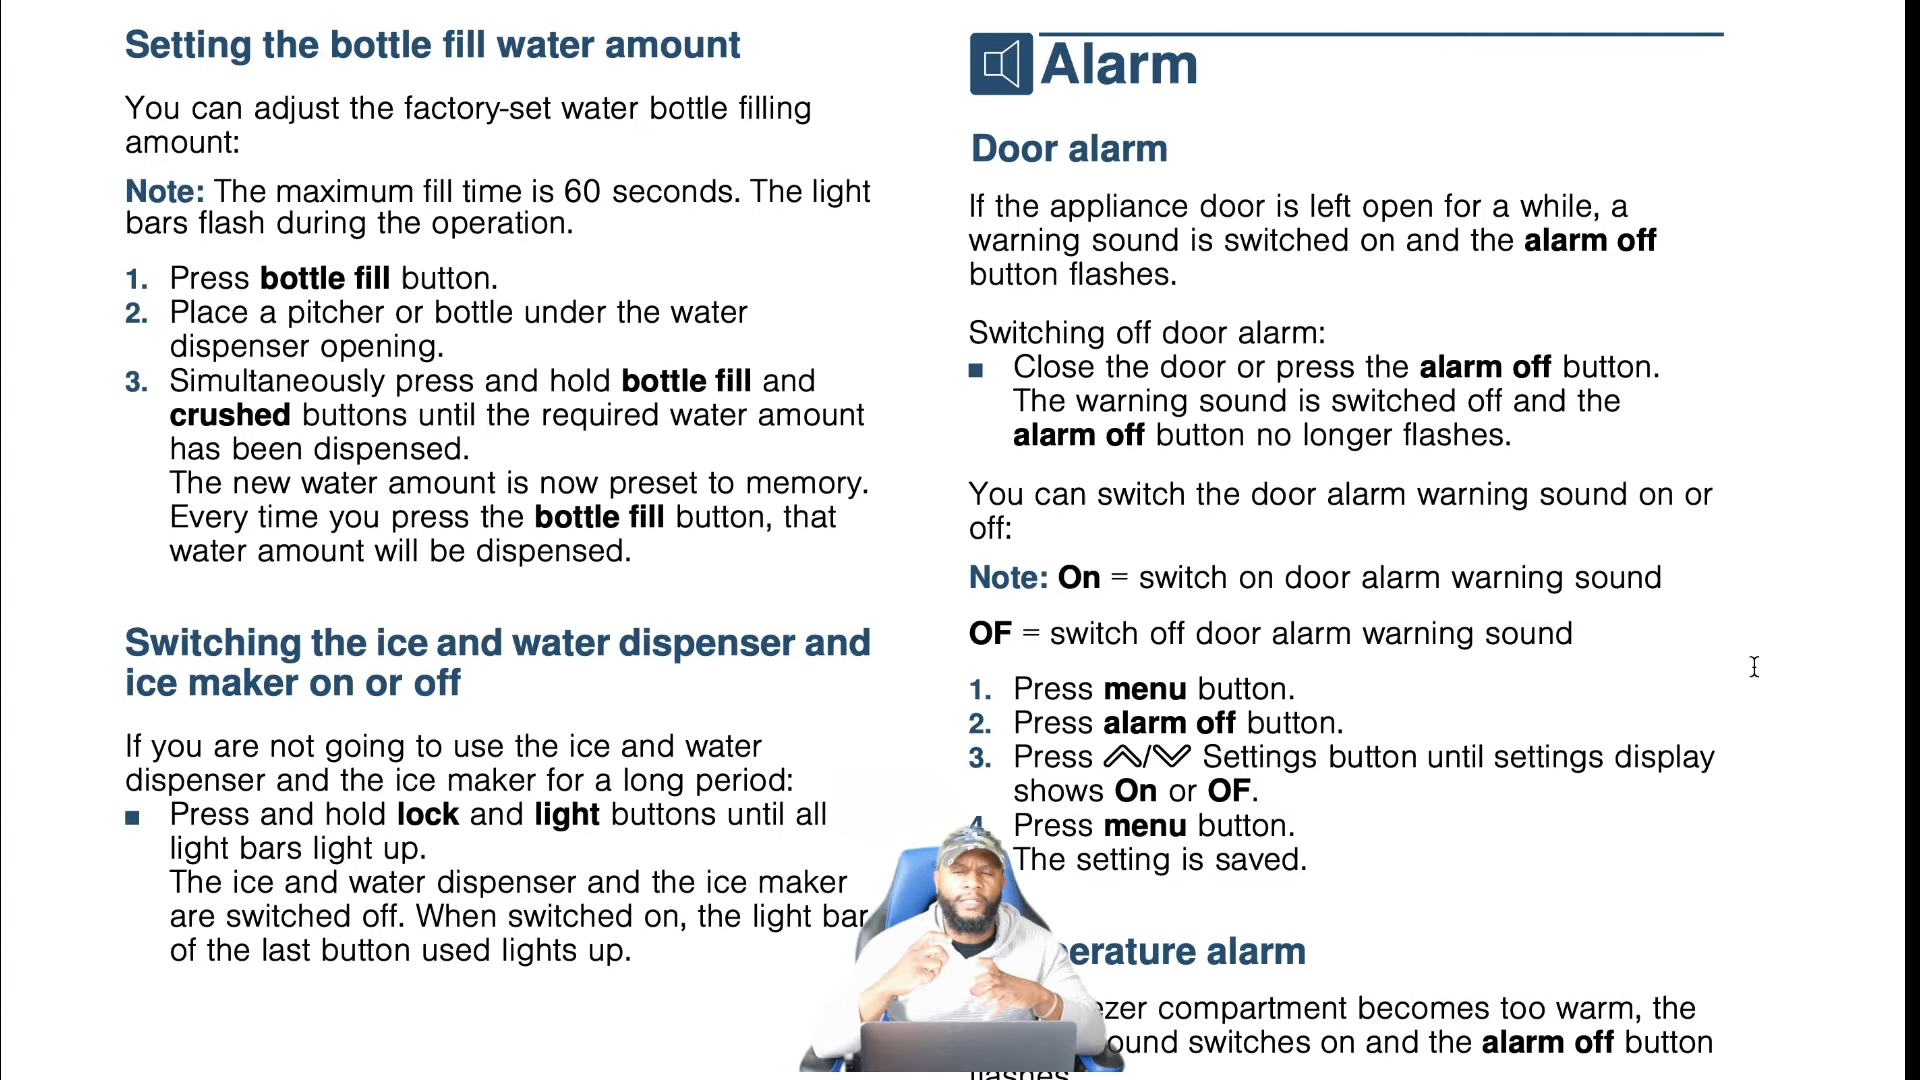 Setting the bottle fill water amount
You can adjust the factory-set water bottle filling
amount:
Note: The maximum fill time is 60 seconds. The light
bars flash during the operation.
1. Press bottle fill button.
2. Place a pitcher or bottle under the water
dispenser opening.
3. Simultaneously press and hold bottle fill and
crushed buttons until the required water amount
has been dispensed.
The new water amount is now preset to memory.
Every time you press the bottle fill button, that
water amount will be dispensed.
Switching the ice and water dispenser and
ice maker on or off
If you are not going to use the ice and water
dispenser and the ice maker for a long period:
■ Press and hold lock and light buttons until all
light bars light up.
The ice and water dispenser and the ice maker
are switched off. When switched on, the light bar
of the last button used lights up.
Alarm
Door alarm
If the appliance door is left open for a while, a
warning sound is switched on and the alarm off
button flashes.
Switching off door alarm:
■ Close the door or press the alarm off button.
The warning sound is switched off and the
alarm off button no longer flashes.
You can switch the door alarm warning sound on or
off:
Note: On = switch on door alarm warning sound
OF = switch off door alarm warning sound
1. Press menu button.
2. Press alarm off button.
3. Press / Settings button until settings display
shows On or OF.
4. Press menu button.
The setting is saved.
alarm
compartment becomes too warm, the
switches on and the alarm off button